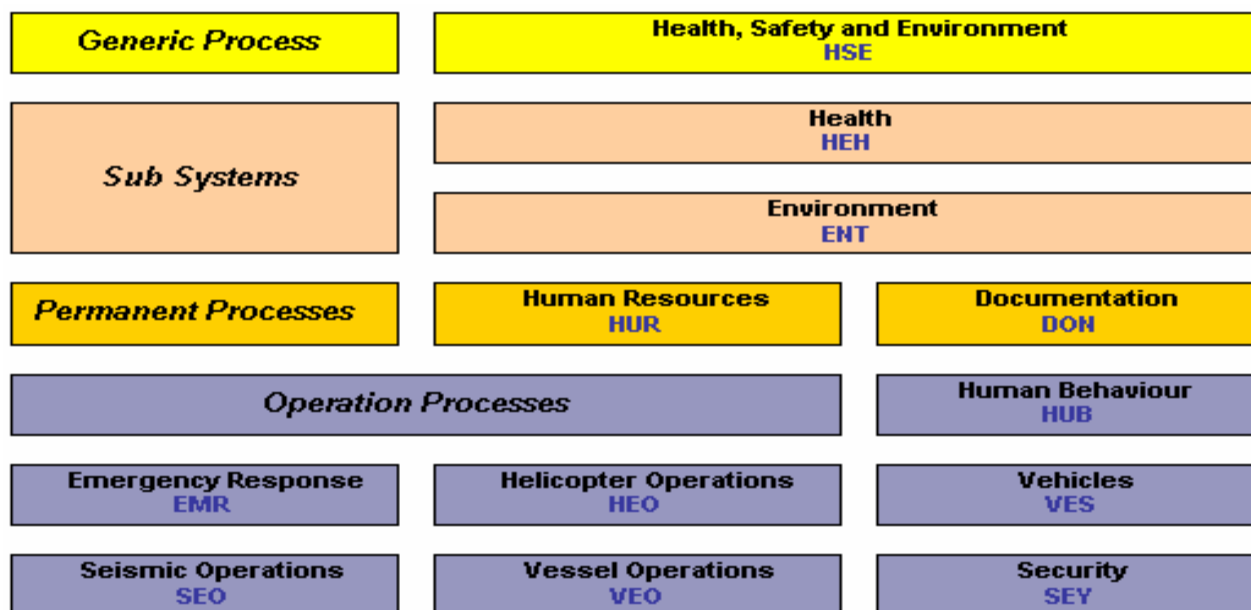 Generic Process
Health, Safety and Environment
HSE
Sub Systems
Health
HEH
Environment
ENT
Permanent Processes
Human Resources
HUR
Documentation
DON
Operation Processes
Human Behaviour
HUB
Emergency Response
EMR
Helicopter Operations
HEO
Vehicles
VES
Seismic Operations
SEO
Vessel Operations
VEO
Security
SEY